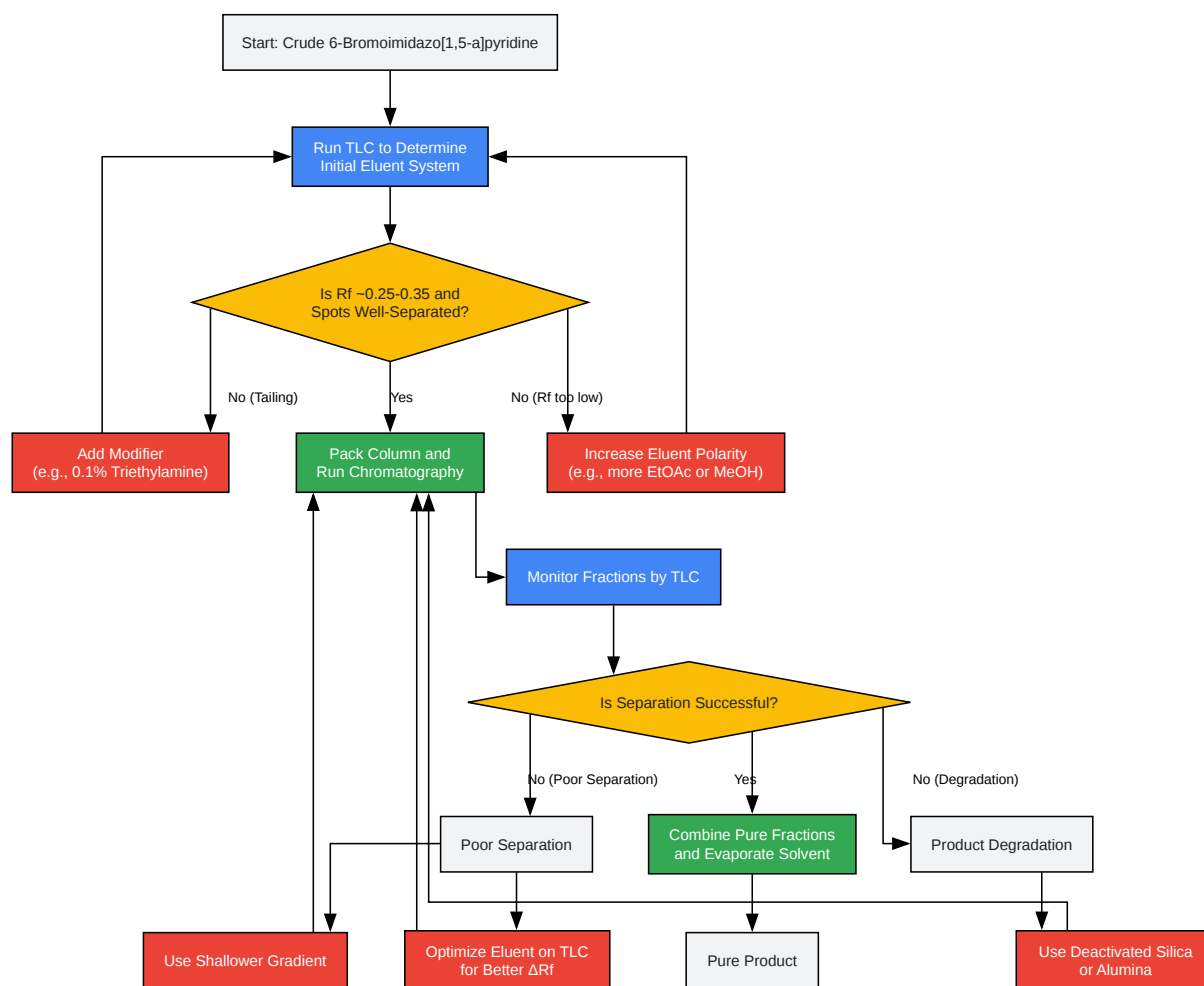 Start: Crude 6-Bromoimidazo[1,5-a]pyridine
Run TLC to Determine
Initial Eluent System
Is Rf ~0.25-0.35 and
Spots Well-Separated?
No (Tailing)
Yes
No (Rf too low)
Add Modifier
(e.g., 0.1% Triethylamine)
Pack Column and
Run Chromatography
Increase Eluent Polarity
(e.g., more EtOAc or MeOH)
Monitor Fractions by TLC
Is Separation Successful?
No (Poor Separation)
Yes
No (Degradation)
Poor Separation
Combine Pure Fractions
and Evaporate Solvent
Product Degradation
Use Shallower Gradient
Optimize Eluent on TLC
for Better ΔRf
Pure Product
Use Deactivated Silica
or Alumina